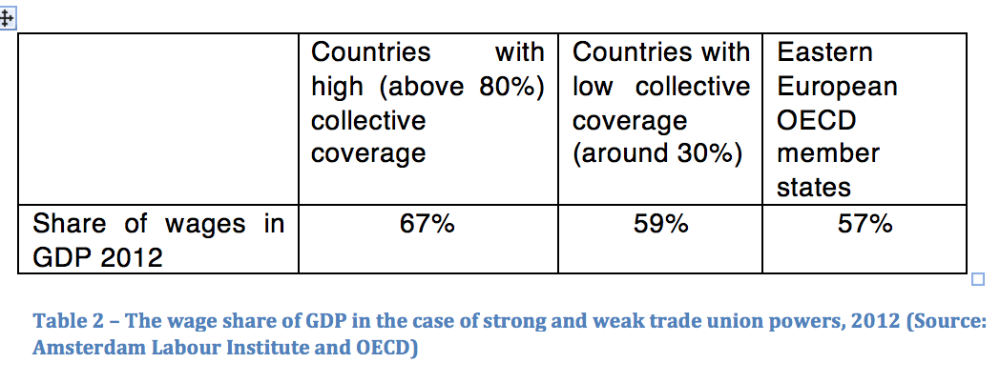 Countries with
high (above 80%)
collective
coverage
Countries with
low collective
coverage
(around 30%)
Eastern
European
OECD
member
states
Share of wages in
GDP 2012
67%
59%
57%
Table 2 – The wage share of GDP in the case of strong and weak trade union powers, 2012 (Source:
Amsterdam Labour Institute and OECD)